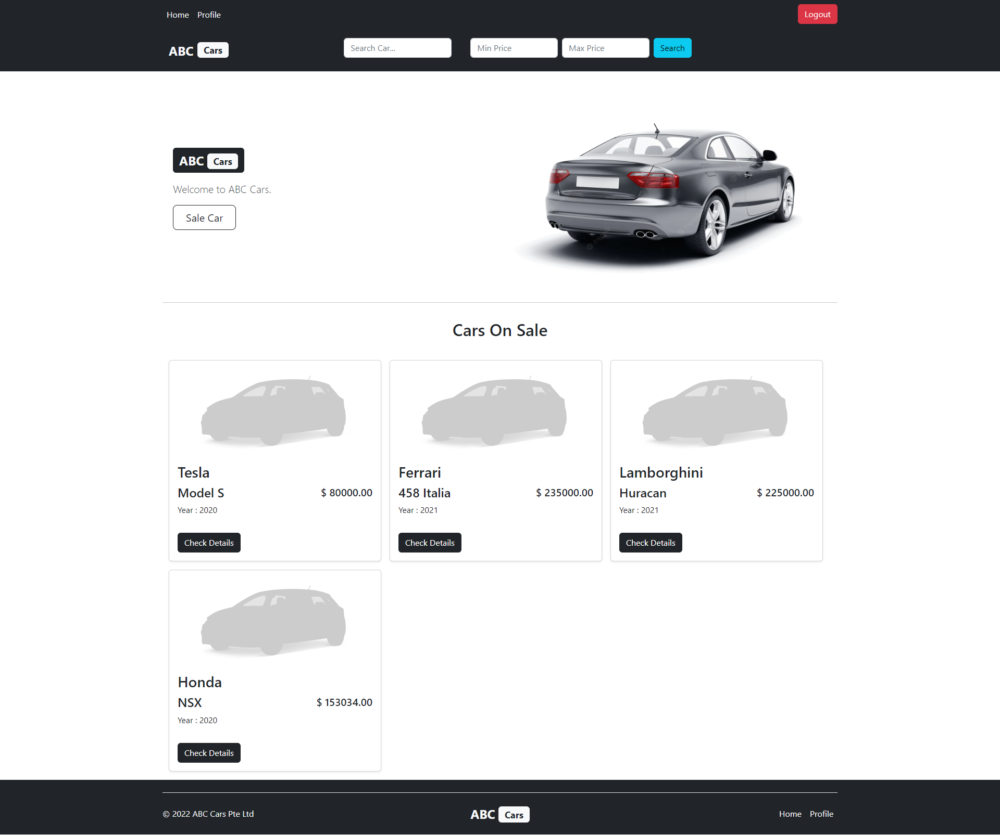 Home Profile Logout
ABC Cars Search Car... Min Price Max Price Search
ABC Cars
Welcome to ABC Cars.
Sale Car
Cars On Sale
Tesla
Model S $ 80000.00
Year : 2020
Check Details
Ferrari
458 Italia $ 235000.00
Year : 2021
Check Details
Lamborghini
Huracan $ 225000.00
Year : 2021
Check Details
Honda
NSX $ 153034.00
Year : 2020
Check Details
© 2022 ABC Cars Pte Ltd ABC Cars Home Profile